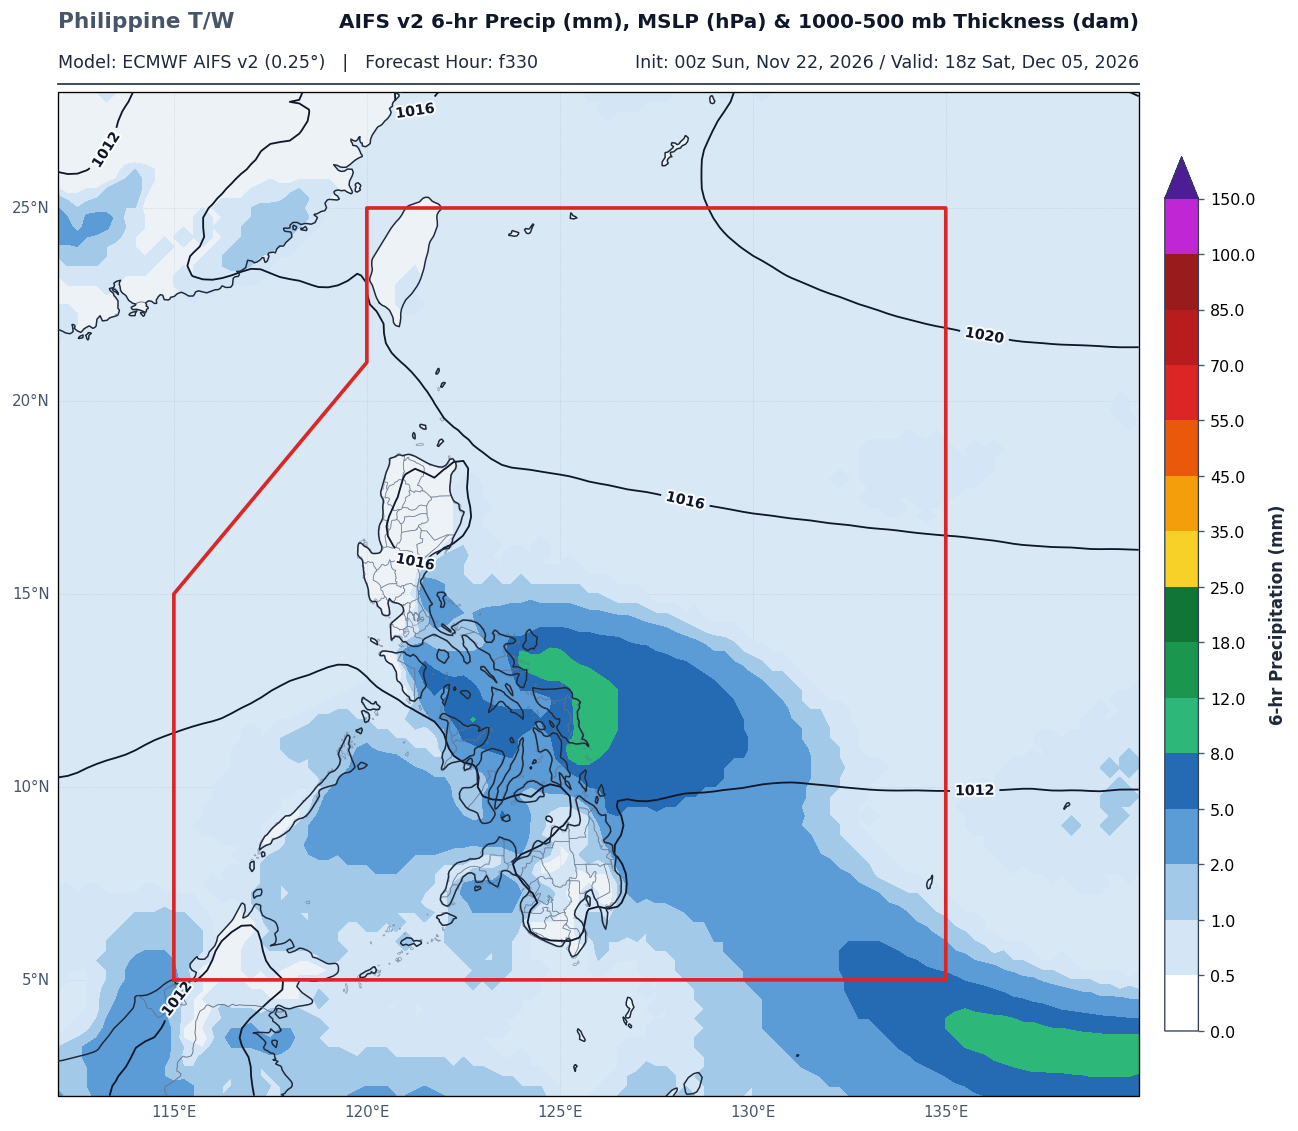 Philippine T/W
AIFS v2 6-hr Precip (mm), MSLP (hPa) & 1000-500 mb Thickness (dam)
Model: ECMWF AIFS v2 (0.25°) | Forecast Hour: f330
Init: 00z Sun, Nov 22, 2026 / Valid: 18z Sat, Dec 05, 2026
1012
1016
1020
1016
1016
1012
1012
25°N
20°N
15°N
10°N
5°N
115°E
120°E
125°E
130°E
135°E
150.0
100.0
85.0
70.0
55.0
45.0
35.0
25.0
18.0
12.0
8.0
5.0
2.0
1.0
0.5
0.0
6-hr Precipitation (mm)